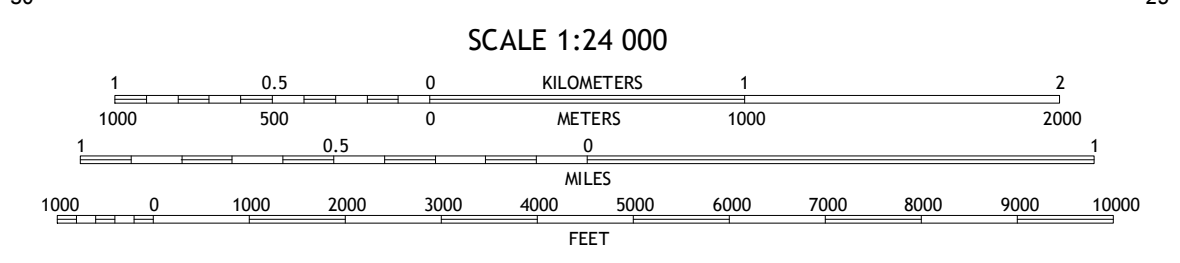 SCALE 1:24 000
1 0.5 0 KILOMETERS 1 2
1000 500 0 METERS 1000 2000
1 0.5 0 1
MILES
1000 0 1000 2000 3000 4000 5000 6000 7000 8000 9000 10000
FEET